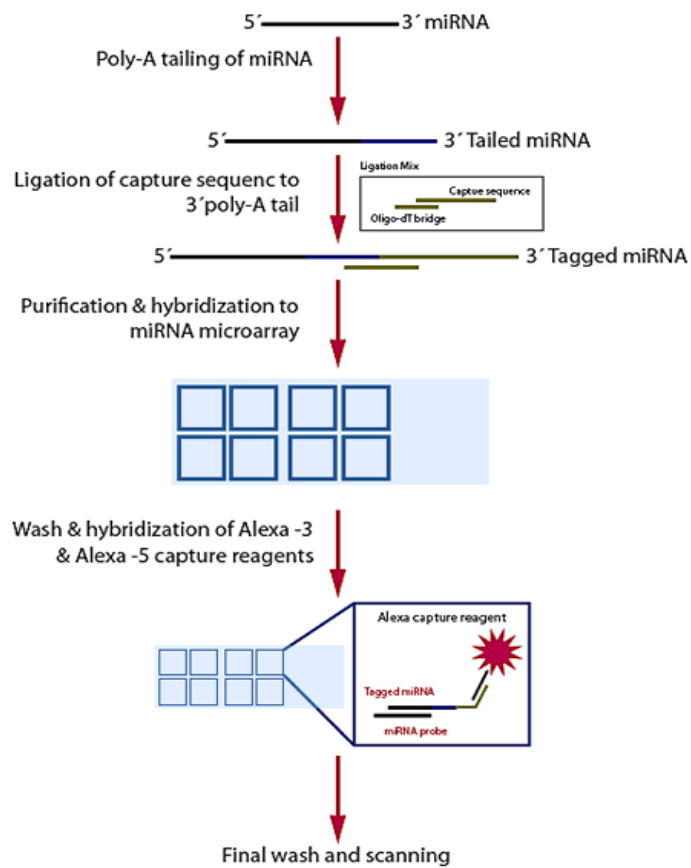 5´ 3´ miRNA
Poly-A tailing of miRNA
5´ 3´ Tailed miRNA
Ligation of capture sequenc to
3´poly-A tail
Ligation Mix
Captue sequence
Oligo-dT bridge
5´ 3´ Tagged miRNA
Purification & hybridization to
miRNA microarray
Wash & hybridization of Alexa -3
& Alexa -5 capture reagents
Alexa capture reagent
Tagged miRNA
miRNA probe
Final wash and scanning